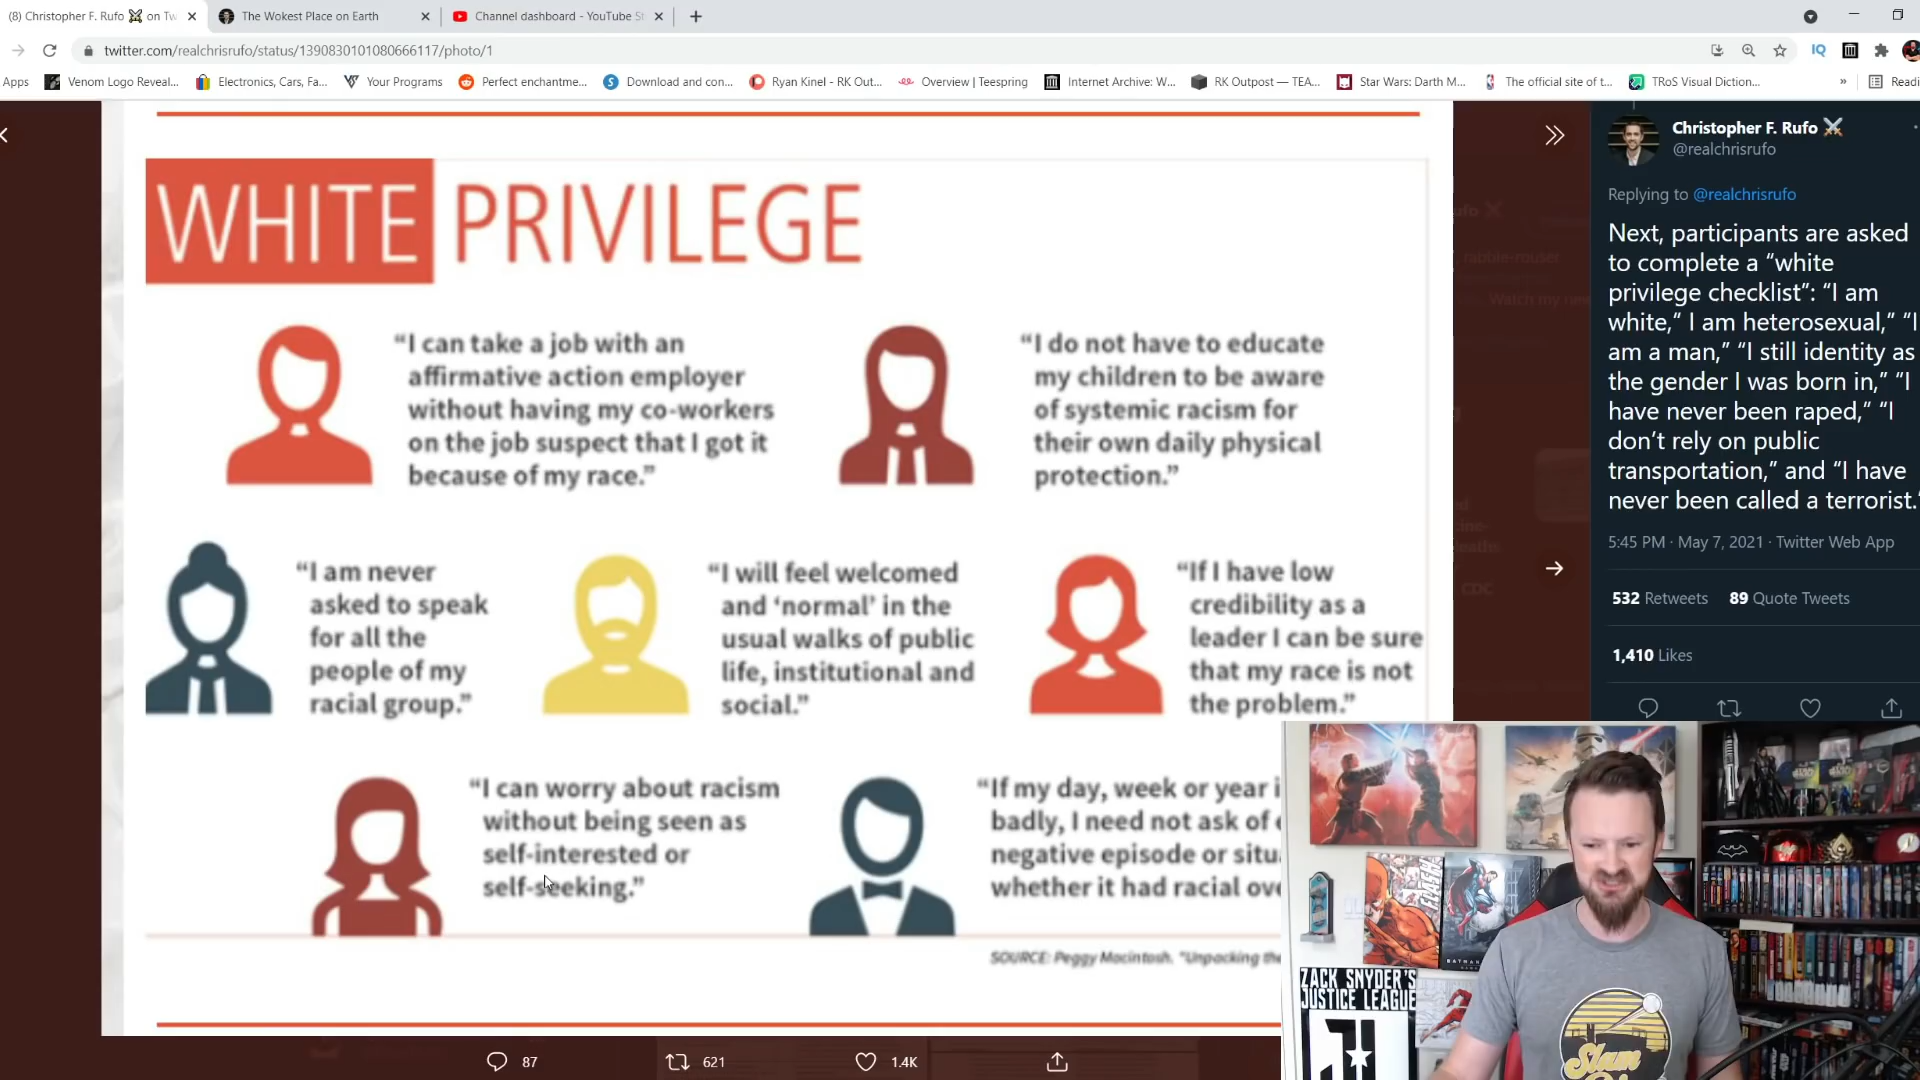 (8) Christopher F. Rufo ⚔ on Tw
The Wokest Place on Earth
Channel dashboard - YouTube St
twitter.com/realchrisrufo/status/1390830101080666117/photo/1
IQ
Apps
Venom Logo Reveal...
Electronics, Cars, Fa...
Your Programs
Perfect enchantme...
Download and con...
Ryan Kinel - RK Out...
Overview | Teespring
Internet Archive: W...
RK Outpost — TEA...
Star Wars: Darth M...
The official site of t...
TRoS Visual Diction...
»
Readi
WHITE PRIVILEGE
“I can take a job with an
affirmative action employer
without having my co-workers
on the job suspect that I got it
because of my race.”
“I do not have to educate
my children to be aware
of systemic racism for
their own daily physical
protection.”
“I am never
asked to speak
for all the
people of my
racial group.”
“I will feel welcomed
and ‘normal’ in the
usual walks of public
life, institutional and
social.”
“If I have low
credibility as a
leader I can be sure
that my race is not
the problem.”
“I can worry about racism
without being seen as
self-interested or
self-seeking.”
“If my day, week or year i
badly, I need not ask of e
negative episode or situ
whether it had racial ove
SOURCE: Peggy Macintosh. "Unpacking the
87
621
1.4K
Christopher F. Rufo ⚔
@realchrisrufo
Replying to @realchrisrufo
Next, participants are asked
to complete a “white
privilege checklist”: “I am
white,” I am heterosexual,” “I
am a man,” “I still identity as
the gender I was born in,” “I
have never been raped,” “I
don’t rely on public
transportation,” and “I have
never been called a terrorist.”
5:45 PM · May 7, 2021 · Twitter Web App
532 Retweets 89 Quote Tweets
1,410 Likes
ZACK SNYDER'S
JUSTICE LEAGUE
Slam